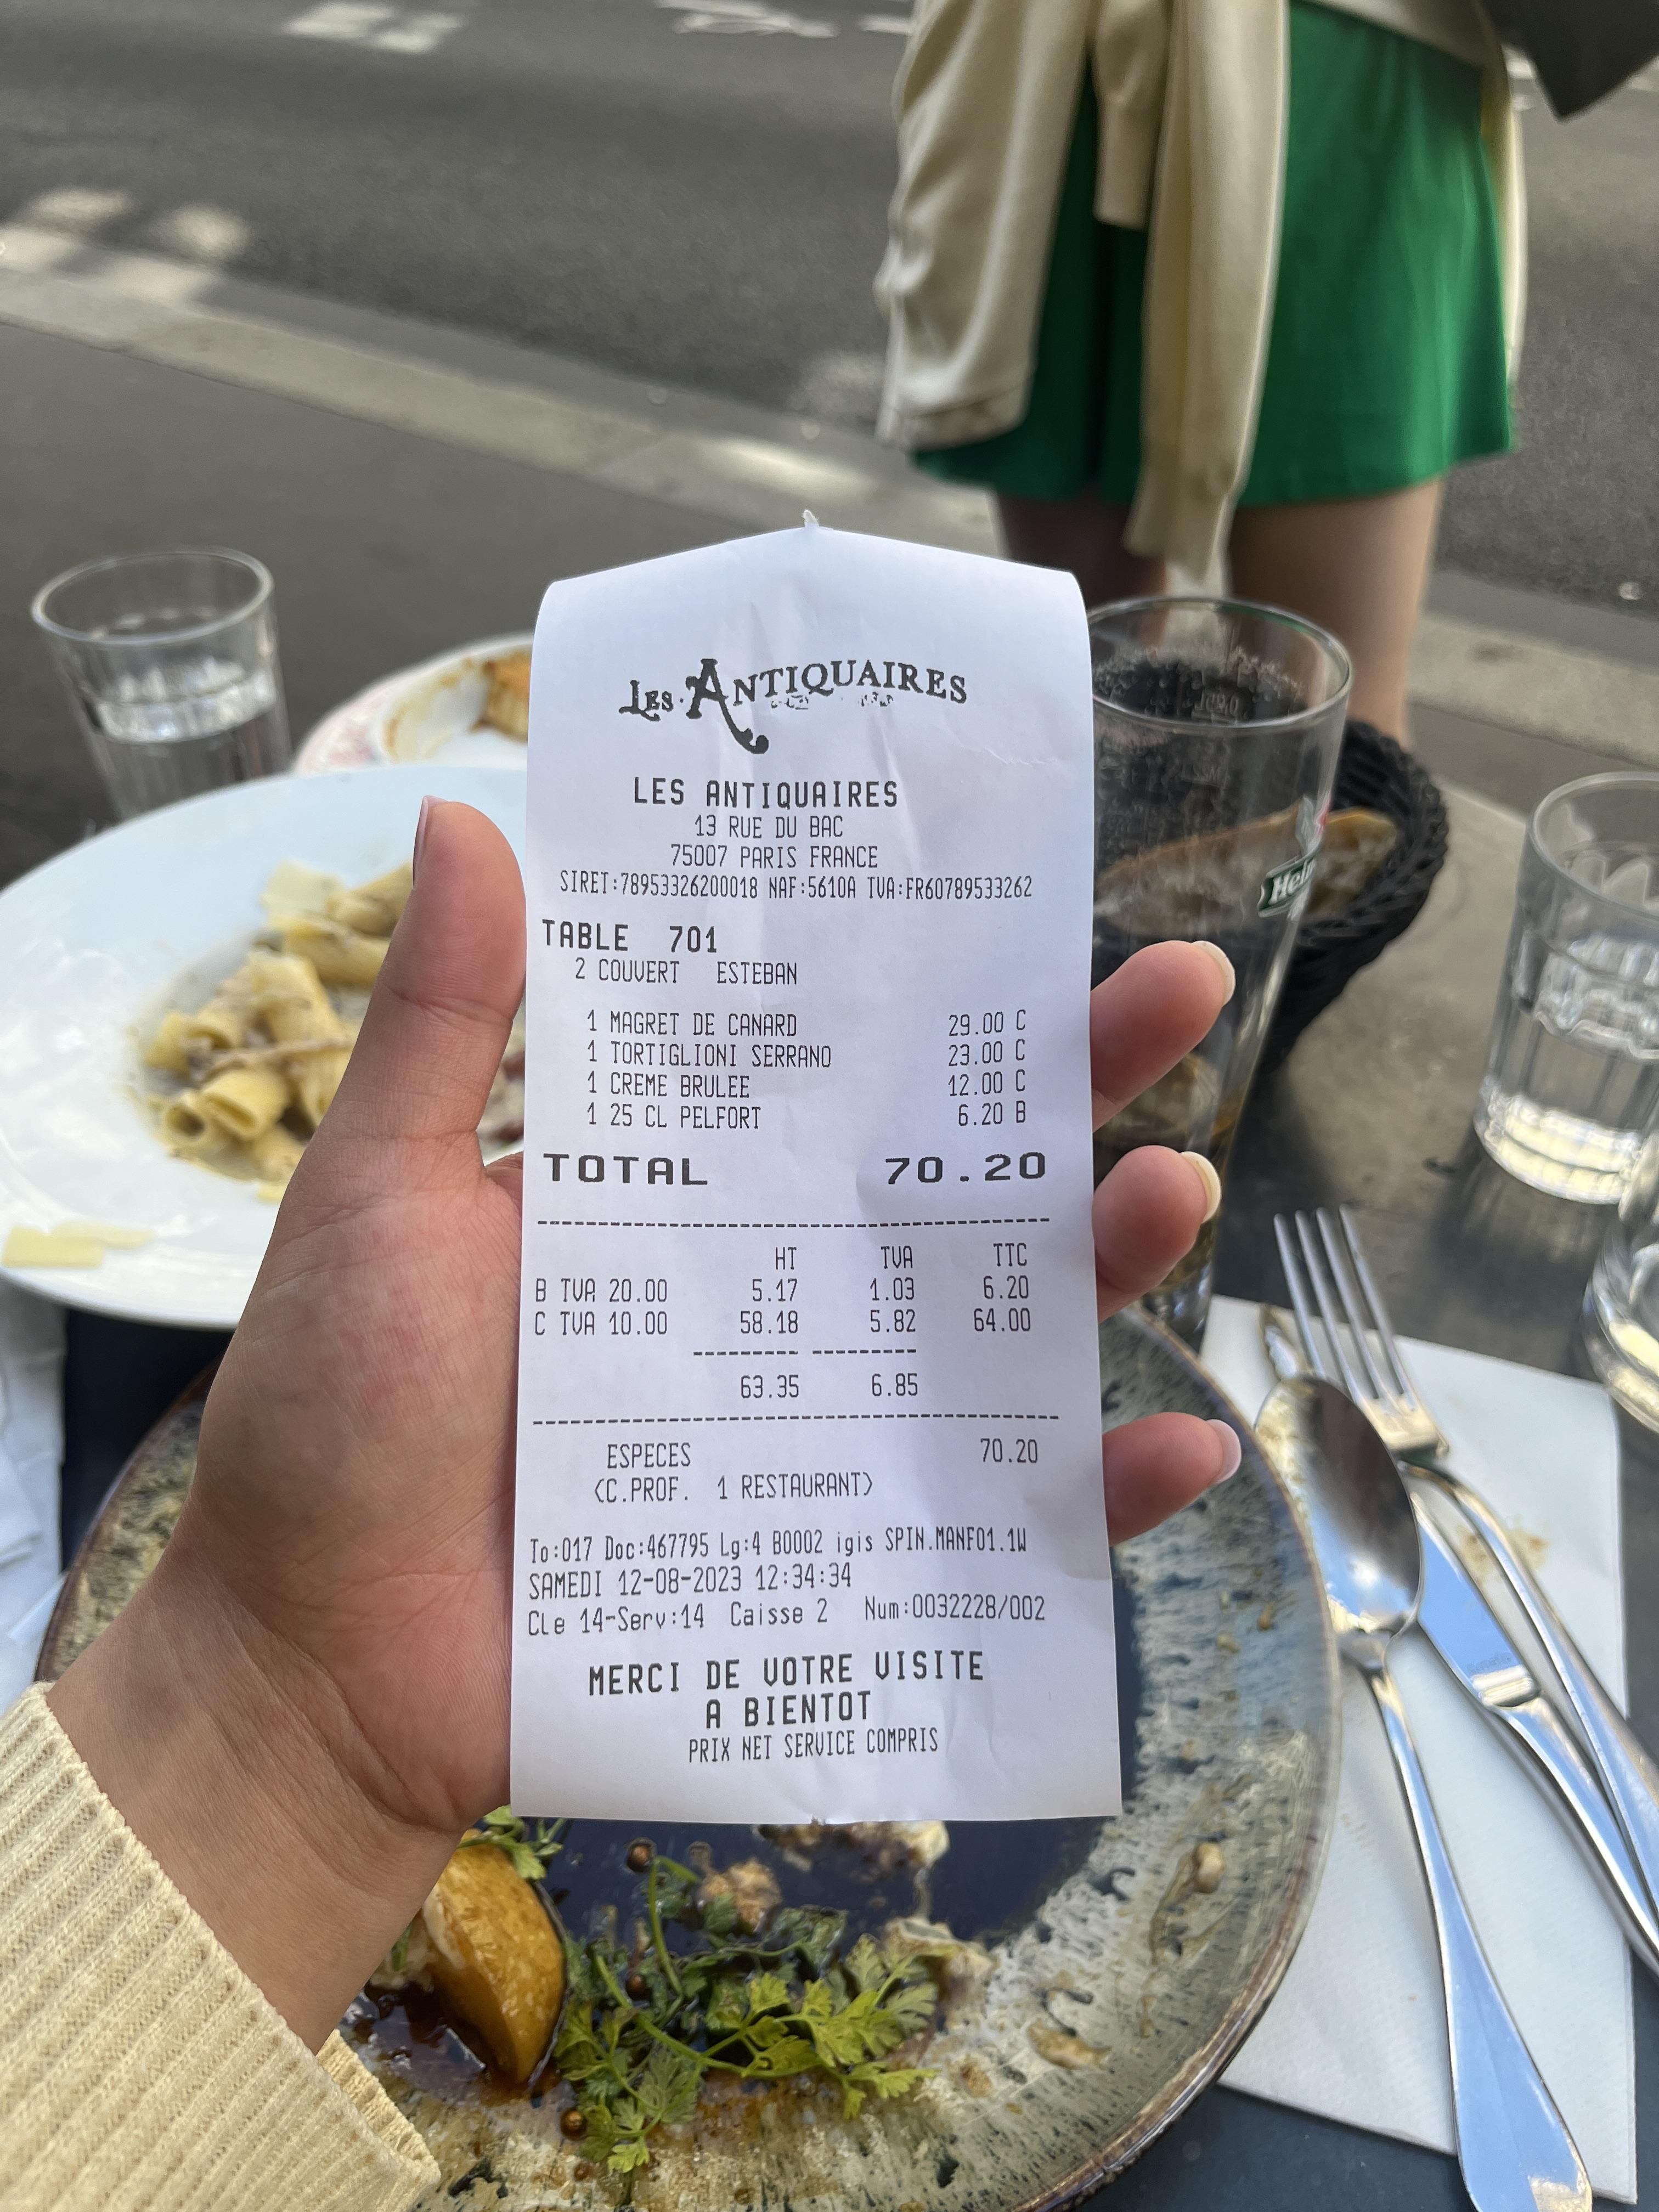 LES ANTIQUAIRES
LES ANTIQUAIRES
13 RUE DU BAC
75007 PARIS FRANCE
SIRET:78953326200018 NAF:5610A TVA:FR60789533262
TABLE 701
2 COUVERT ESTEBAN
1 MAGRET DE CANARD 29.00 C
1 TORTIGLIONI SERRANO 23.00 C
1 CREME BRULEE 12.00 C
1 25 CL PELFORT 6.20 B
TOTAL 70.20
HT TVA TTC
B TVA 20.00 5.17 1.03 6.20
C TVA 10.00 58.18 5.82 64.00
63.35 6.85
ESPECES 70.20
(C.PROF. 1 RESTAURANT)
To:017 Doc:467795 Lg:4 B0002 igis SPIN.MANF01.1W
SAMEDI 12-08-2023 12:34:34
Cle 14-Serv:14 Caisse 2 Num:0032228/002
MERCI DE VOTRE VISITE
A BIENTOT
PRIX NET SERVICE COMPRIS